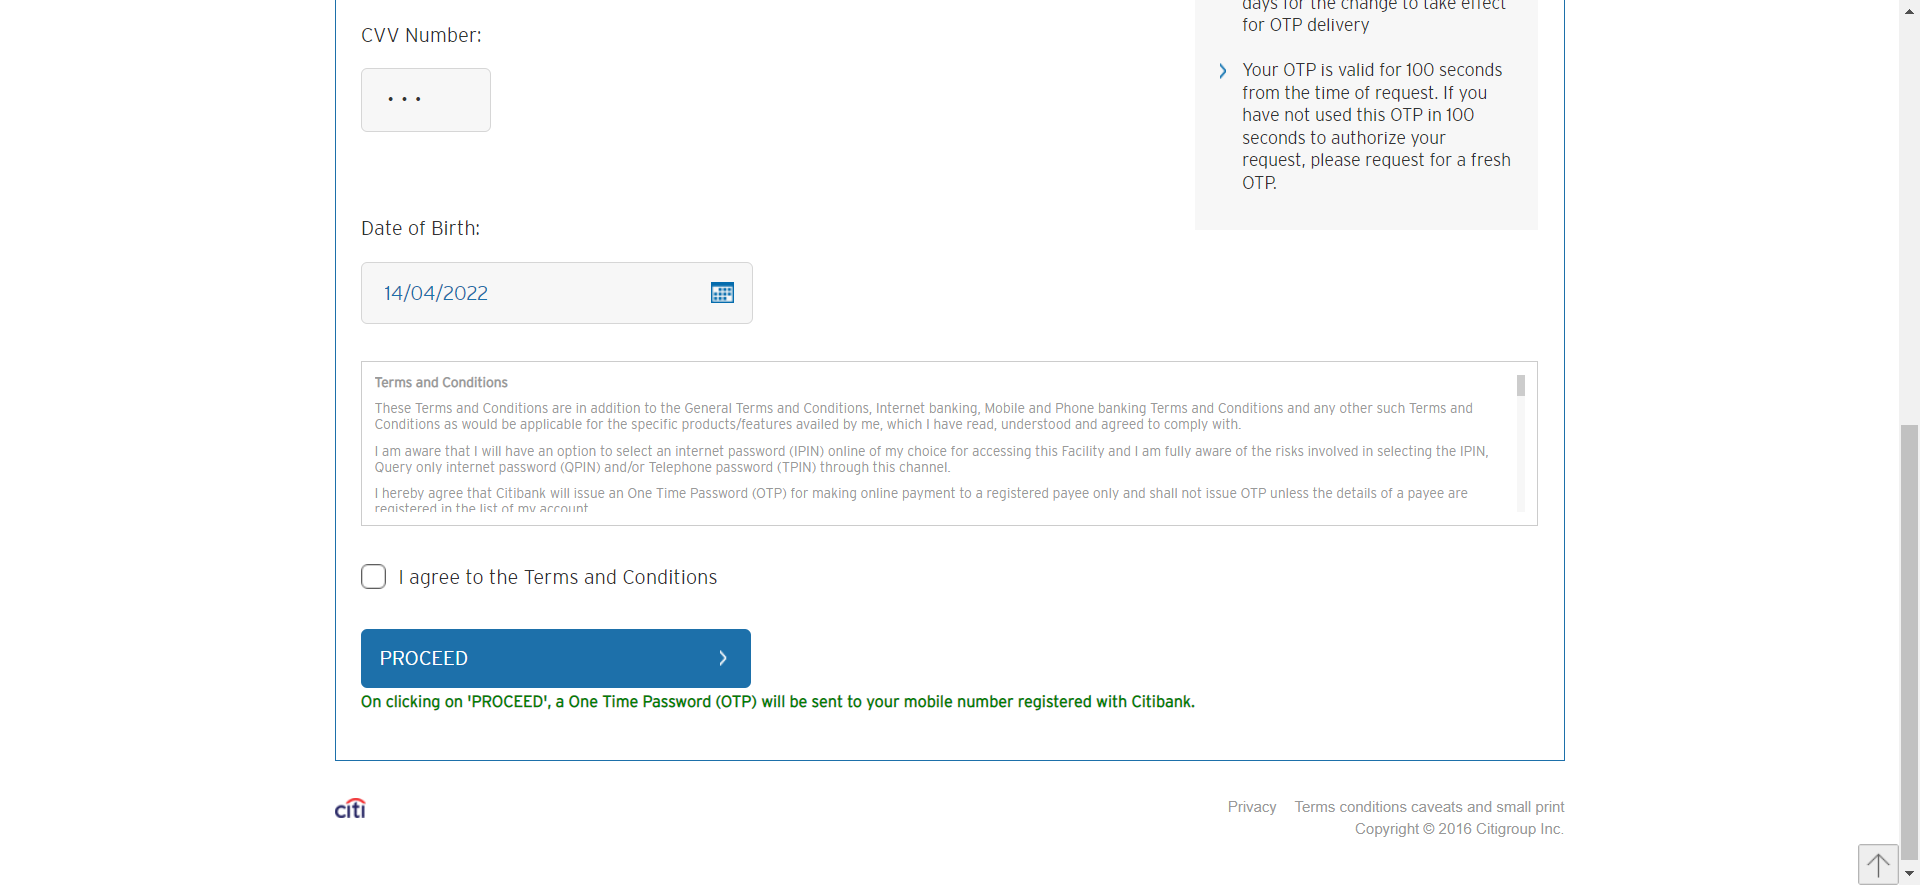 days for the change to take effect
for OTP delivery
CVV Number:
Your OTP is valid for 100 seconds
from the time of request. If you
have not used this OTP in 100
seconds to authorize your
request, please request for a fresh
OTP.
Date of Birth:
14/04/2022
Terms and Conditions
These Terms and Conditions are in addition to the General Terms and Conditions, Internet banking, Mobile and Phone banking Terms and Conditions and any other such Terms and
Conditions as would be applicable for the specific products/features availed by me, which I have read, understood and agreed to comply with.
I am aware that I will have an option to select an internet password (IPIN) online of my choice for accessing this Facility and I am fully aware of the risks involved in selecting the IPIN,
Query only internet password (QPIN) and/or Telephone password (TPIN) through this channel.
I hereby agree that Citibank will issue an One Time Password (OTP) for making online payment to a registered payee only and shall not issue OTP unless the details of a payee are
registered in the list of my account
I agree to the Terms and Conditions
PROCEED
On clicking on 'PROCEED', a One Time Password (OTP) will be sent to your mobile number registered with Citibank.
citi
Privacy Terms conditions caveats and small print
Copyright © 2016 Citigroup Inc.